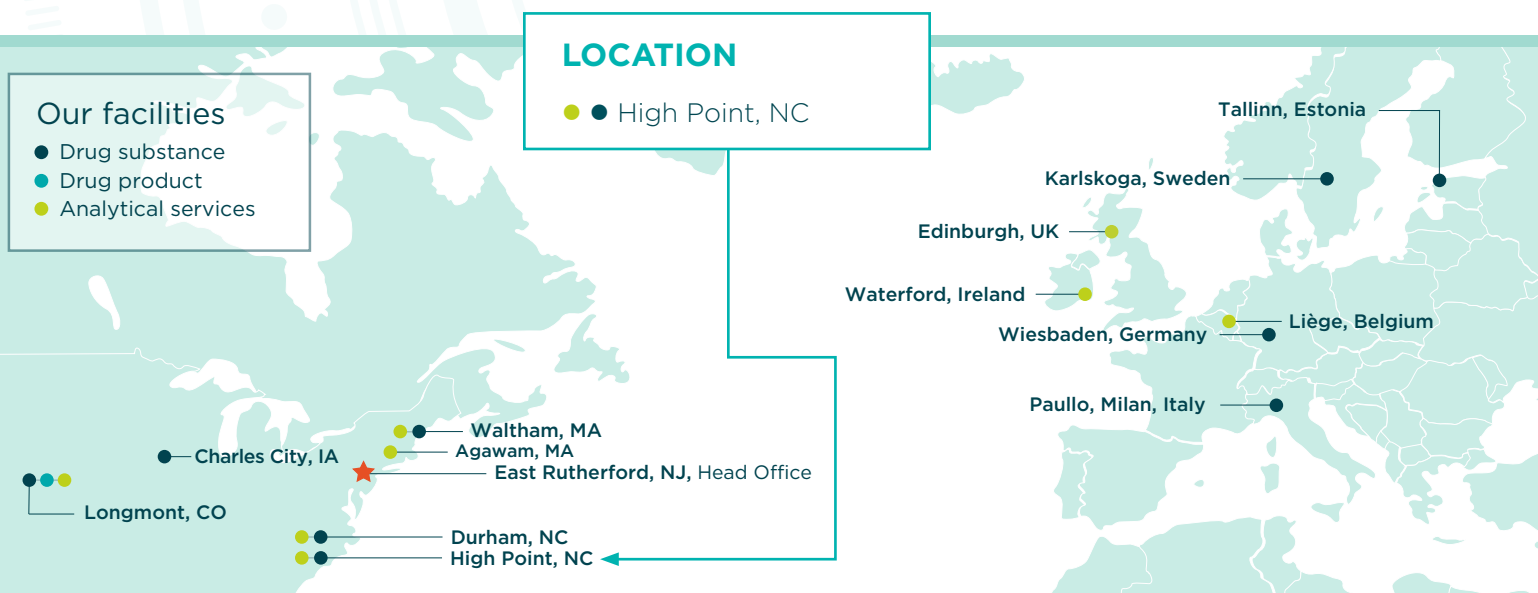 LOCATION
High Point, NC
Our facilities
Drug substance
Drug product
Analytical services
Tallinn, Estonia
Karlskoga, Sweden
Edinburgh, UK
Waterford, Ireland
Liège, Belgium
Wiesbaden, Germany
Paullo, Milan, Italy
Waltham, MA
Agawam, MA
Charles City, IA
East Rutherford, NJ, Head Office
Longmont, CO
Durham, NC
High Point, NC